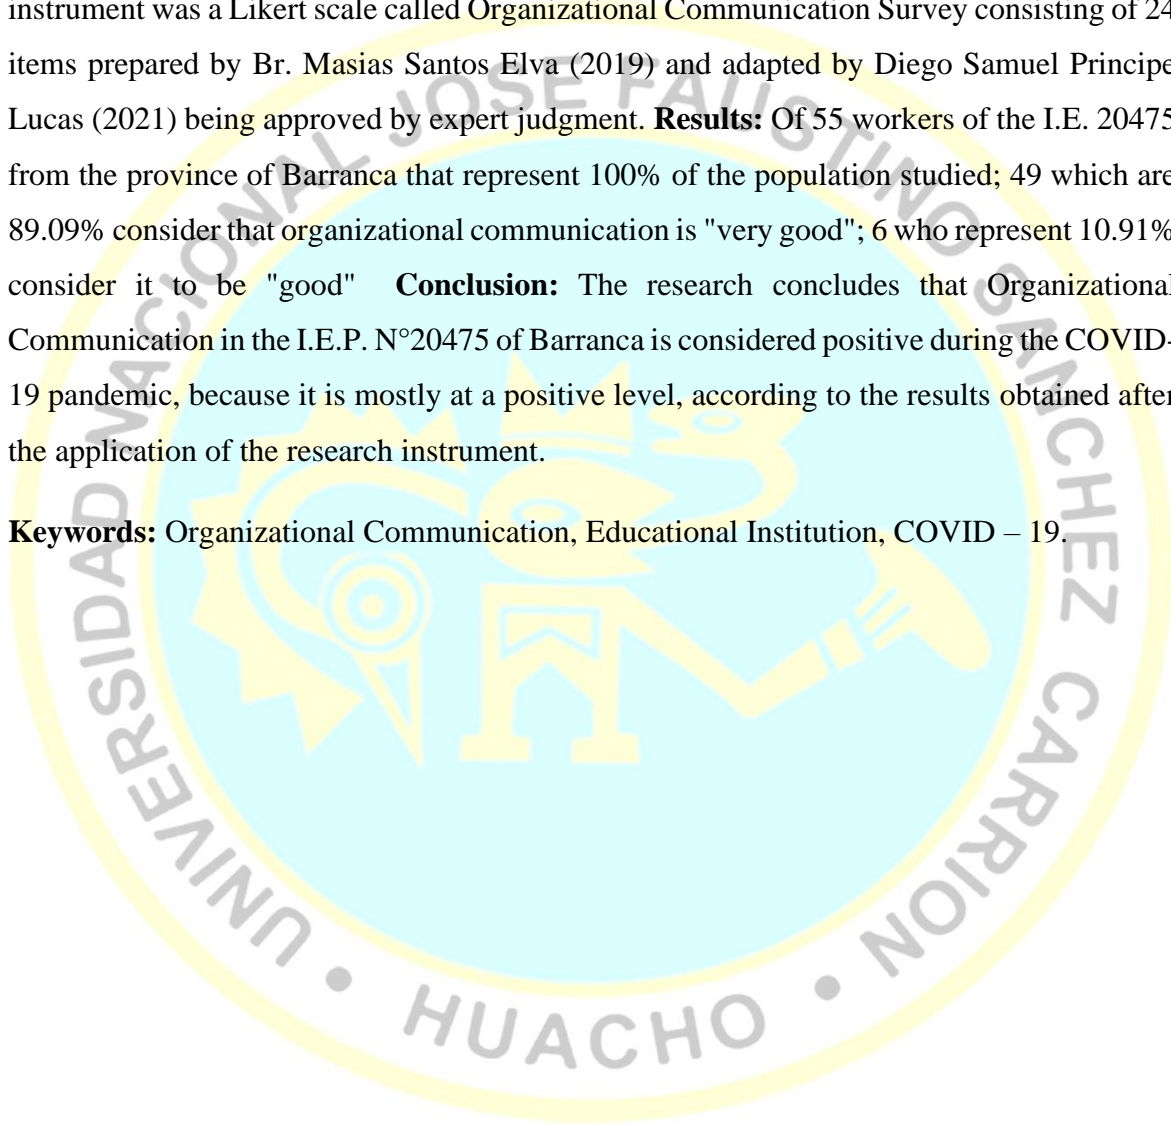 instrument was a Likert scale called Organizational Communication Survey consisting of 24
items prepared by Br. Masias Santos Elva (2019) and adapted by Diego Samuel Principe
Lucas (2021) being approved by expert judgment. Results: Of 55 workers of the I.E. 20475
from the province of Barranca that represent 100% of the population studied; 49 which are
89.09% consider that organizational communication is "very good"; 6 who represent 10.91%
consider it to be "good" Conclusion: The research concludes that Organizational
Communication in the I.E.P. N°20475 of Barranca is considered positive during the COVID-
19 pandemic, because it is mostly at a positive level, according to the results obtained after
the application of the research instrument.
Keywords: Organizational Communication, Educational Institution, COVID – 19.
UNIVERSIDAD NACIONAL JOSE FAUSTINO SANCHEZ CARRION
• HUACHO •